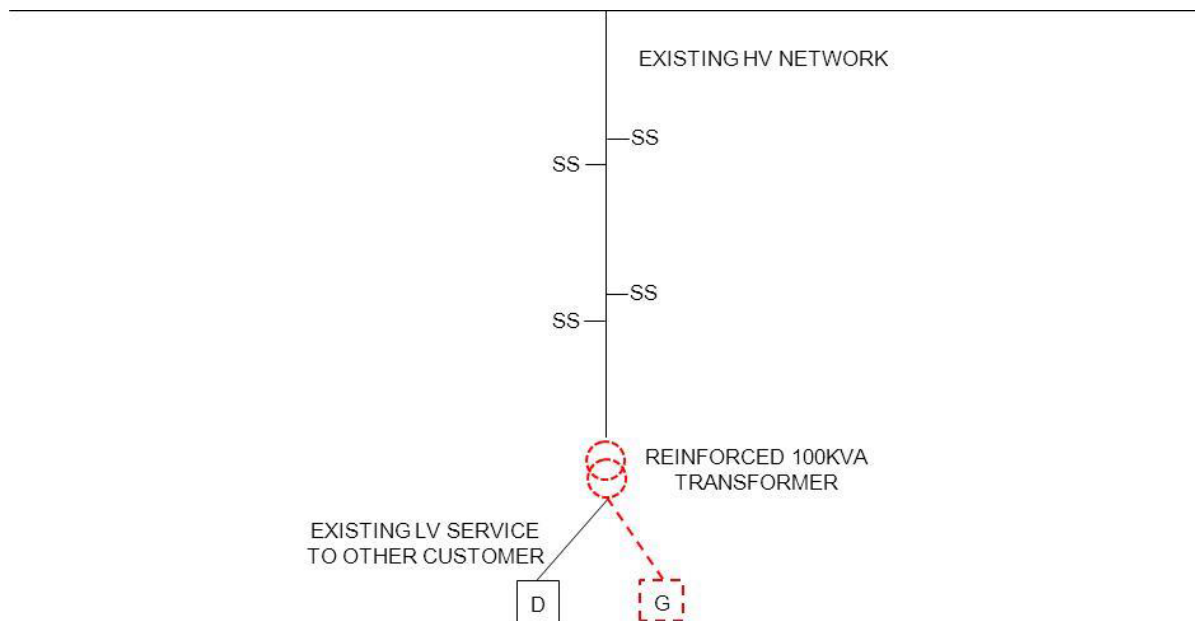 EXISTING HV NETWORK
SS
SS
SS
SS
REINFORCED 100KVA
TRANSFORMER
EXISTING LV SERVICE
TO OTHER CUSTOMER
D
G